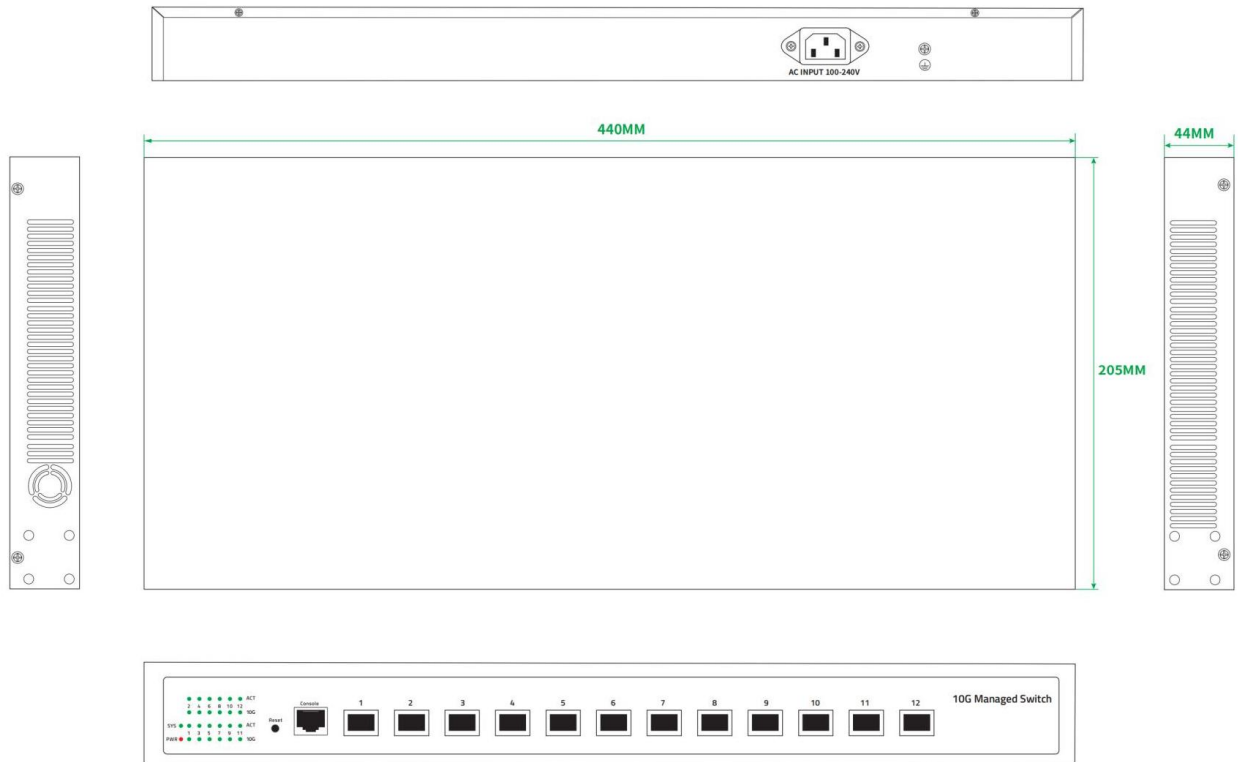 AC INPUT 100-240V
440MM
44MM
205MM
ACT
2 4 6 8 10 12
10G
SYS ACT
1 3 5 7 9 11
PWR 10G
Reset
Console
1 2 3 4 5 6 7 8 9 10 11 12
10G Managed Switch